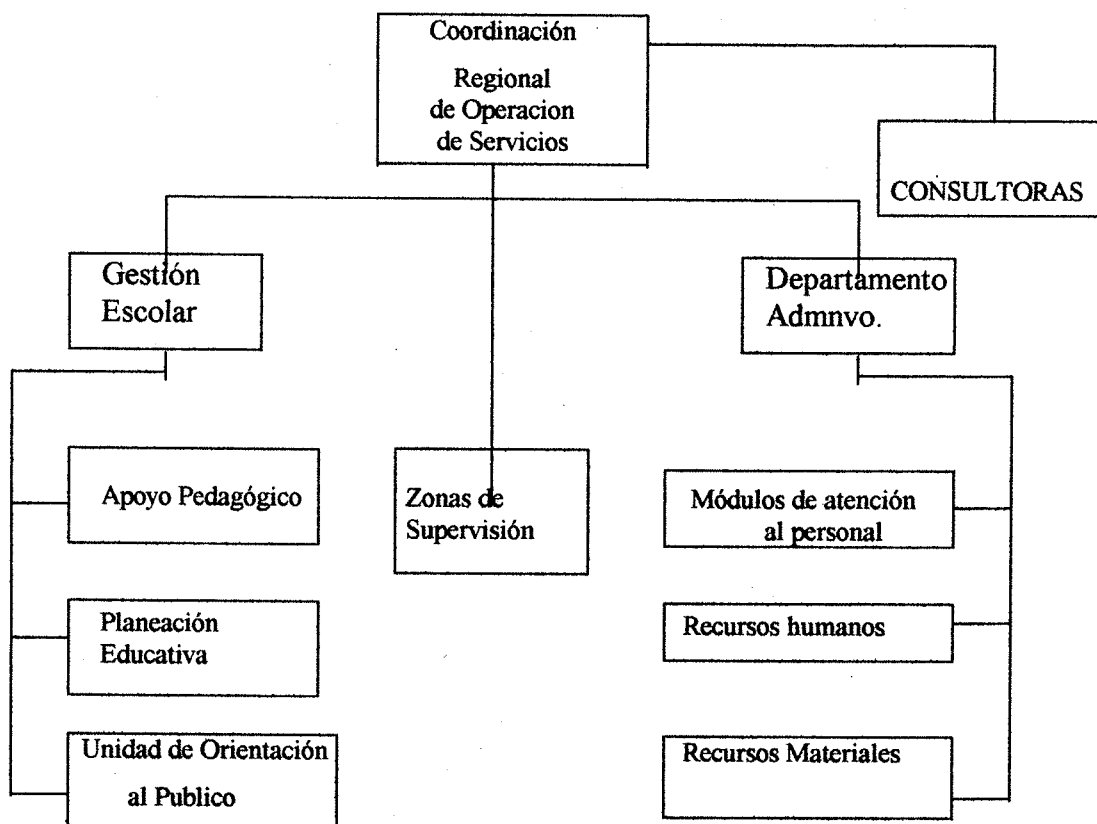 Coordinación
Regional
de Operacion
de Servicios
CONSULTORAS
Gestión
Escolar
Departamento
Admnvo.
Apoyo Pedagógico
Zonas de
Supervisión
Módulos de atención
al personal
Planeación
Educativa
Recursos humanos
Unidad de Orientación
al Publico
Recursos Materiales